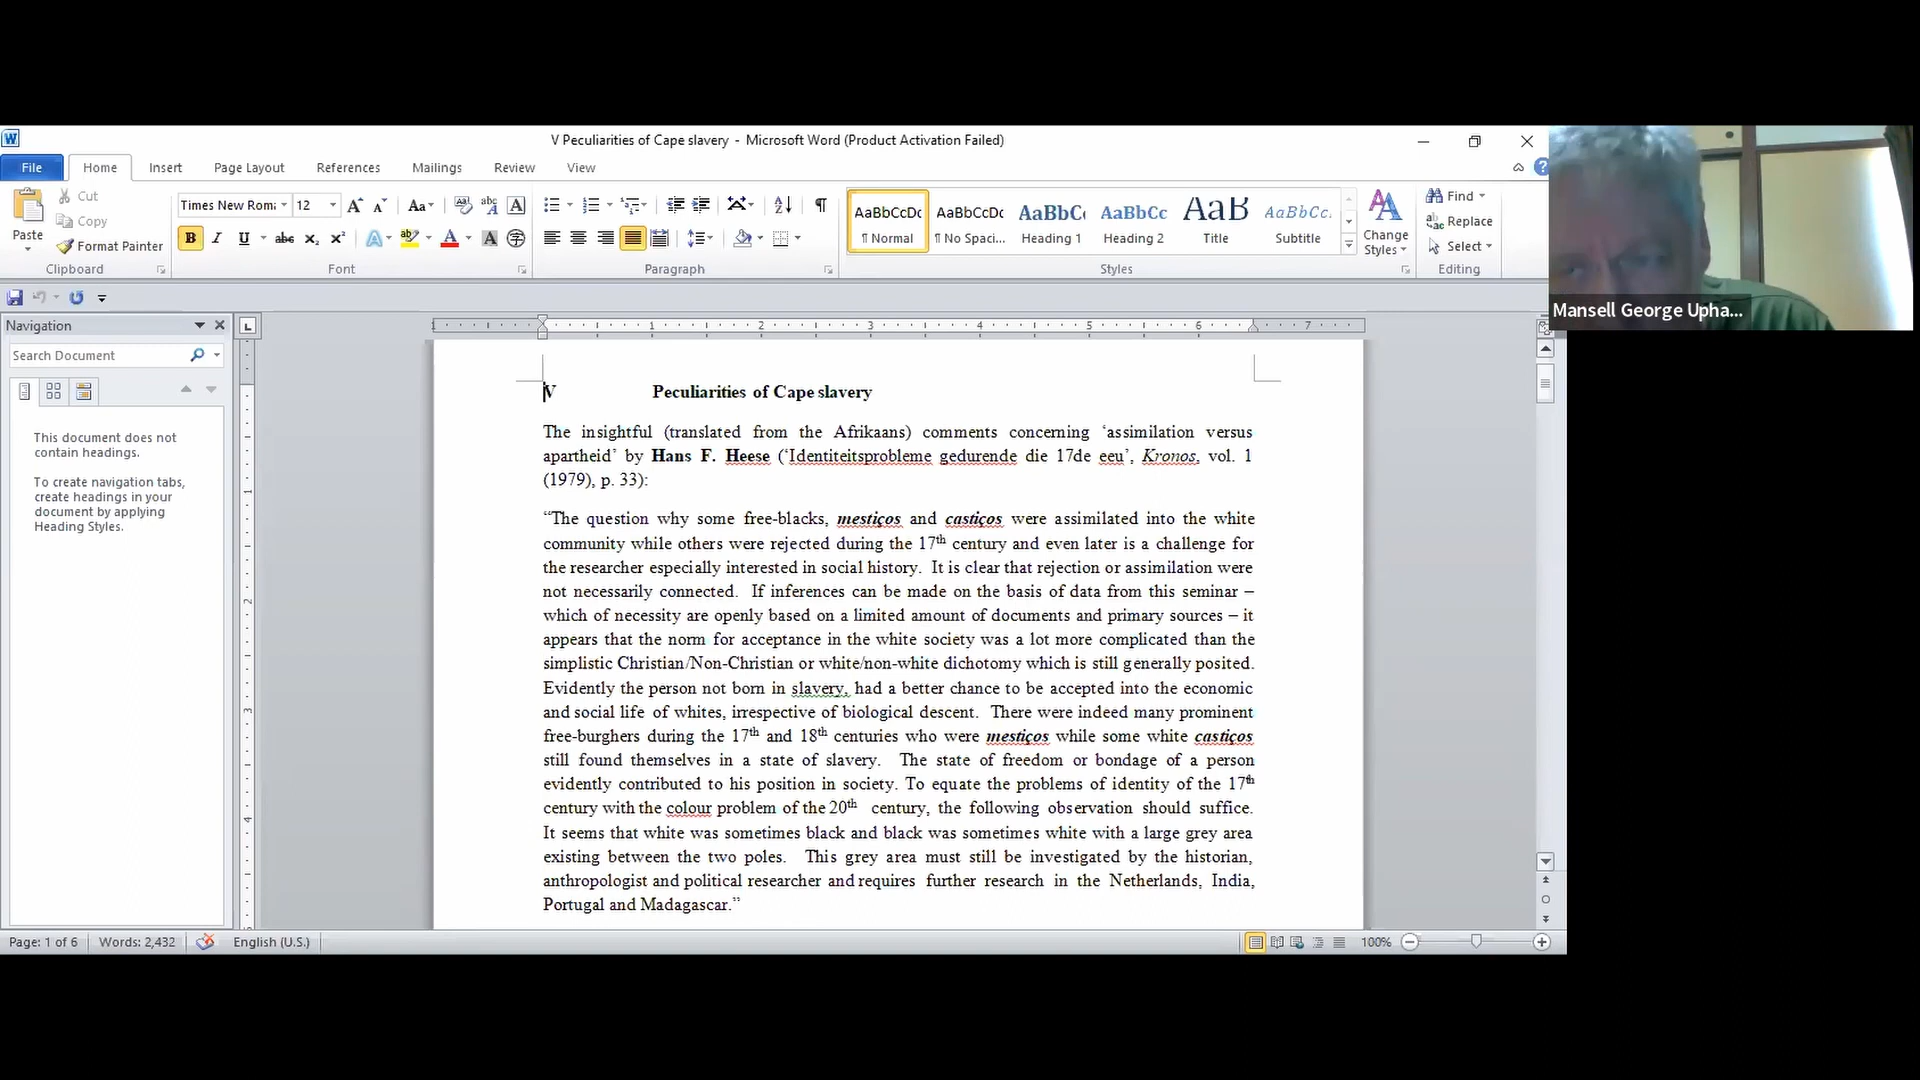 V Peculiarities of Cape slavery - Microsoft Word (Product Activation Failed)
File Home Insert Page Layout References Mailings Review View
Paste
Cut
Copy
Format Painter
Clipboard
Times New Rom 12
Font
Paragraph
AaBbCcDc AaBbCcDc AaBbC AaBbCc AaB AaBbCc.
¶ Normal ¶ No Spaci... Heading 1 Heading 2 Title Subtitle
Change
Styles
Styles
Find
Replace
Select
Editing
Mansell George Upha...
Navigation
Search Document
This document does not
contain headings.
To create navigation tabs,
create headings in your
document by applying
Heading Styles.
V Peculiarities of Cape slavery
The insightful (translated from the Afrikaans) comments concerning ‘assimilation versus
apartheid’ by Hans F. Heese (‘Identiteitsprobleme gedurende die 17de eeu’, Kronos, vol. 1
(1979), p. 33):
“The question why some free-blacks, mestiços and castiços were assimilated into the white
community while others were rejected during the 17th century and even later is a challenge for
the researcher especially interested in social history. It is clear that rejection or assimilation were
not necessarily connected. If inferences can be made on the basis of data from this seminar –
which of necessity are openly based on a limited amount of documents and primary sources – it
appears that the norm for acceptance in the white society was a lot more complicated than the
simplistic Christian/Non-Christian or white/non-white dichotomy which is still generally posited.
Evidently the person not born in slavery, had a better chance to be accepted into the economic
and social life of whites, irrespective of biological descent. There were indeed many prominent
free-burghers during the 17th and 18th centuries who were mestiços while some white castiços
still found themselves in a state of slavery. The state of freedom or bondage of a person
evidently contributed to his position in society. To equate the problems of identity of the 17th
century with the colour problem of the 20th century, the following observation should suffice.
It seems that white was sometimes black and black was sometimes white with a large grey area
existing between the two poles. This grey area must still be investigated by the historian,
anthropologist and political researcher and requires further research in the Netherlands, India,
Portugal and Madagascar.”
Page: 1 of 6 Words: 2,432 English (U.S.) 100%